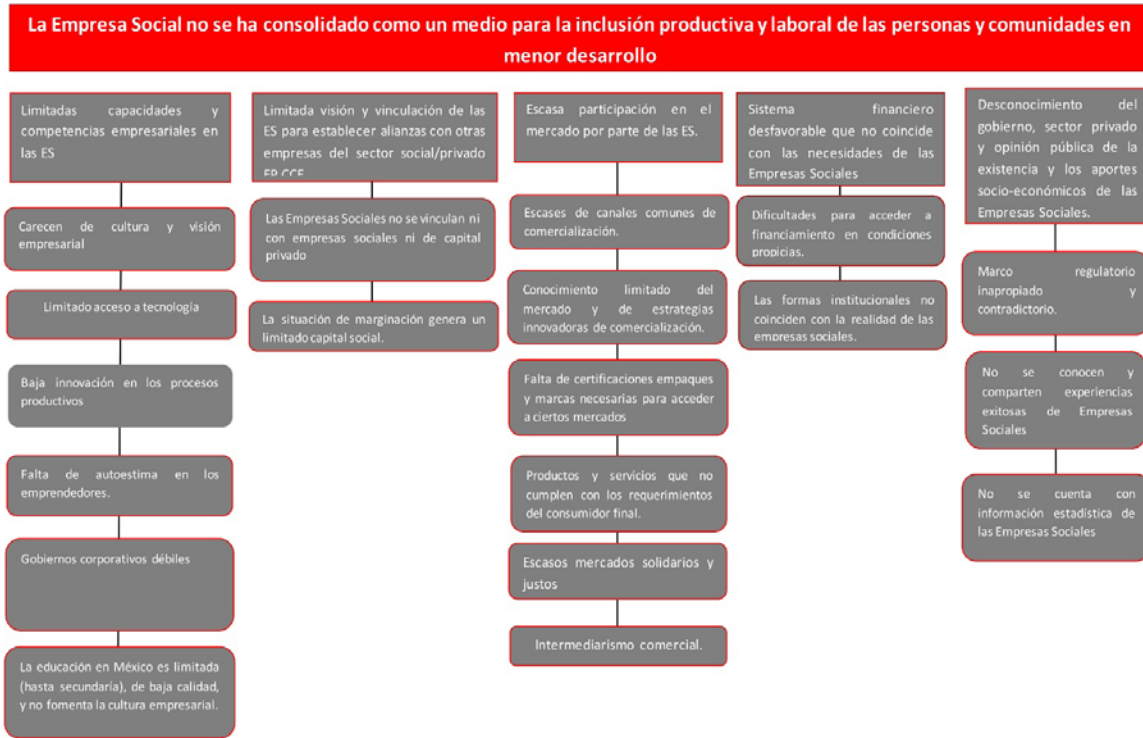 La Empresa Social no se ha consolidado como un medio para la inclusión productiva y laboral de las personas y comunidades en
menor desarrollo
Limitadas capacidades y
competencias empresariales en
las ES
Carecen de cultura y visión
empresarial
Limitado acceso a tecnología
Baja innovación en los procesos
productivos
Falta de autoestima en los
emprendedores.
Gobiernos corporativos débiles
La educación en México es limitada
(hasta secundaría), de baja calidad,
y no fomenta la cultura empresarial.
Limitada visión y vinculación de las
ES para establecer alianzas con otras
empresas del sector social/privado
Las Empresas Sociales no se vinculan ni
con empresas sociales ni de capital
privado
La situación de marginación genera un
limitado capital social.
Escasa participación en el
mercado por parte de las ES.
Escases de canales comunes de
comercialización.
Conocimiento limitado del
mercado y de estrategias
innovadoras de comercialización.
Falta de certificaciones empaques
y marcas necesarias para acceder
a ciertos mercados
Productos y servicios que no
cumplen con los requerimientos
del consumidor final.
Escasos mercados solidarios y
justos
Intermediarismo comercial.
Sistema financiero
desfavorable que no coincide
con las necesidades de las
Empresas Sociales
Dificultades para acceder a
financiamiento en condiciones
propicias.
Las formas institucionales no
coinciden con la realidad de las
empresas sociales.
Desconocimiento del
gobierno, sector privado
y opinión pública de la
existencia y los aportes
socio-económicos de las
Empresas Sociales.
Marco regulatorio
inapropiado y
contradictorio.
No se conocen y
comparten experiencias
exitosas de Empresas
Sociales
No se cuenta con
información estadística de
las Empresas Sociales